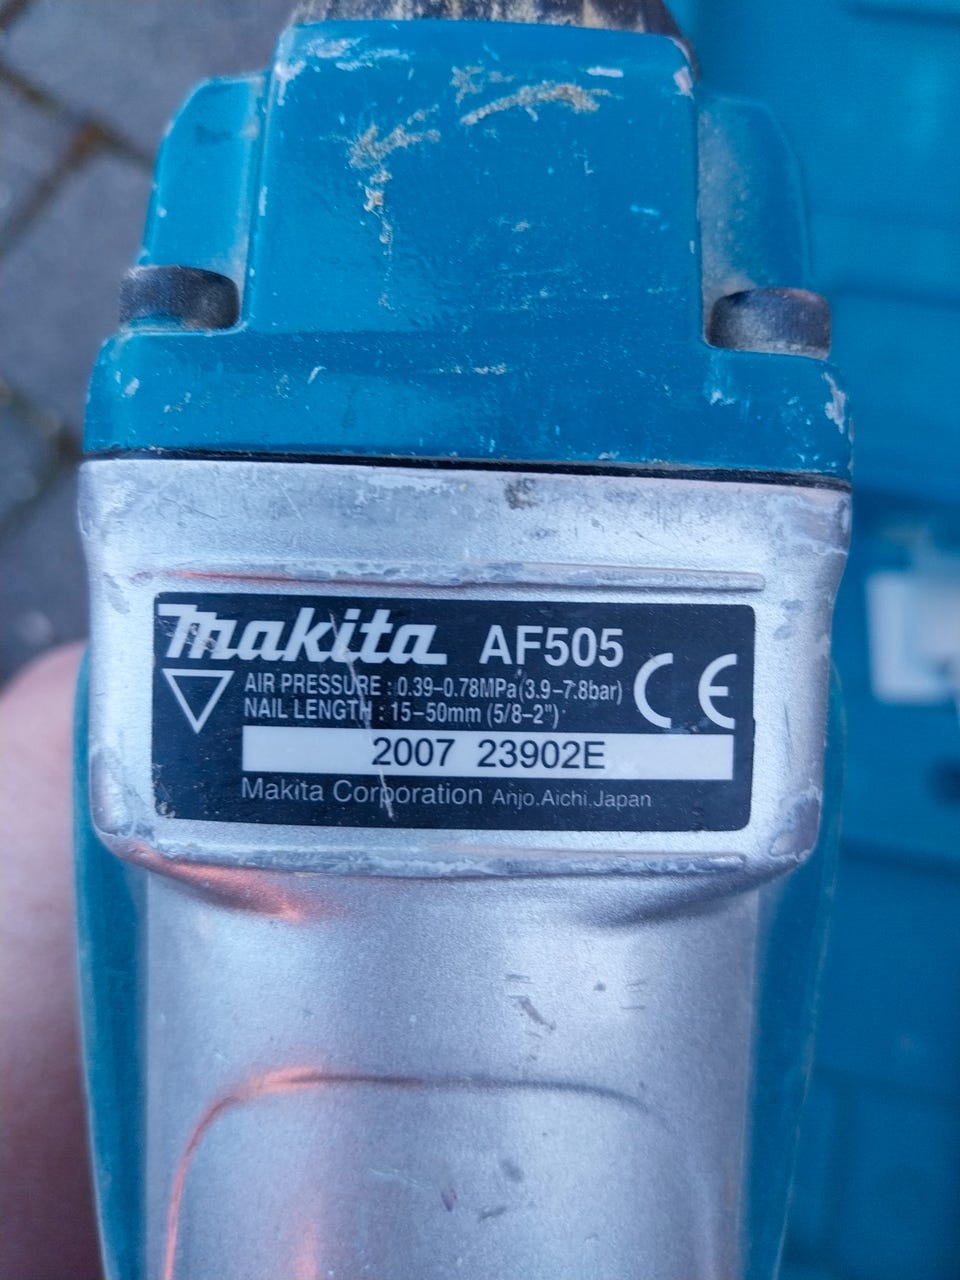 makita AF505
AIR PRESSURE : 0.39-0.78MPa(3.9-7.8bar)
NAIL LENGTH : 15-50mm (5/8-2")
CE
2007 23902E
Makita Corporation Anjo.Aichi.Japan